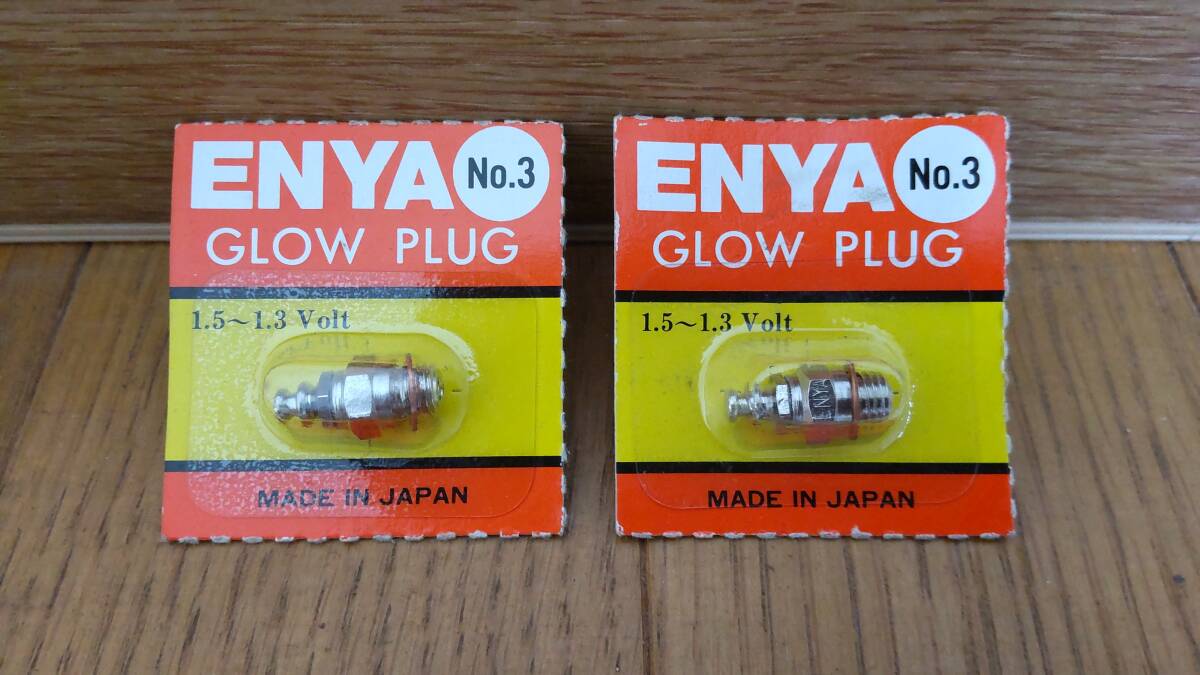 ENYA No.3
GLOW PLUG
1.5~1.3 Volt
MADE IN JAPAN
ENYA No.3
GLOW PLUG
1.5~1.3 Volt
ENYA
MADE IN JAPAN